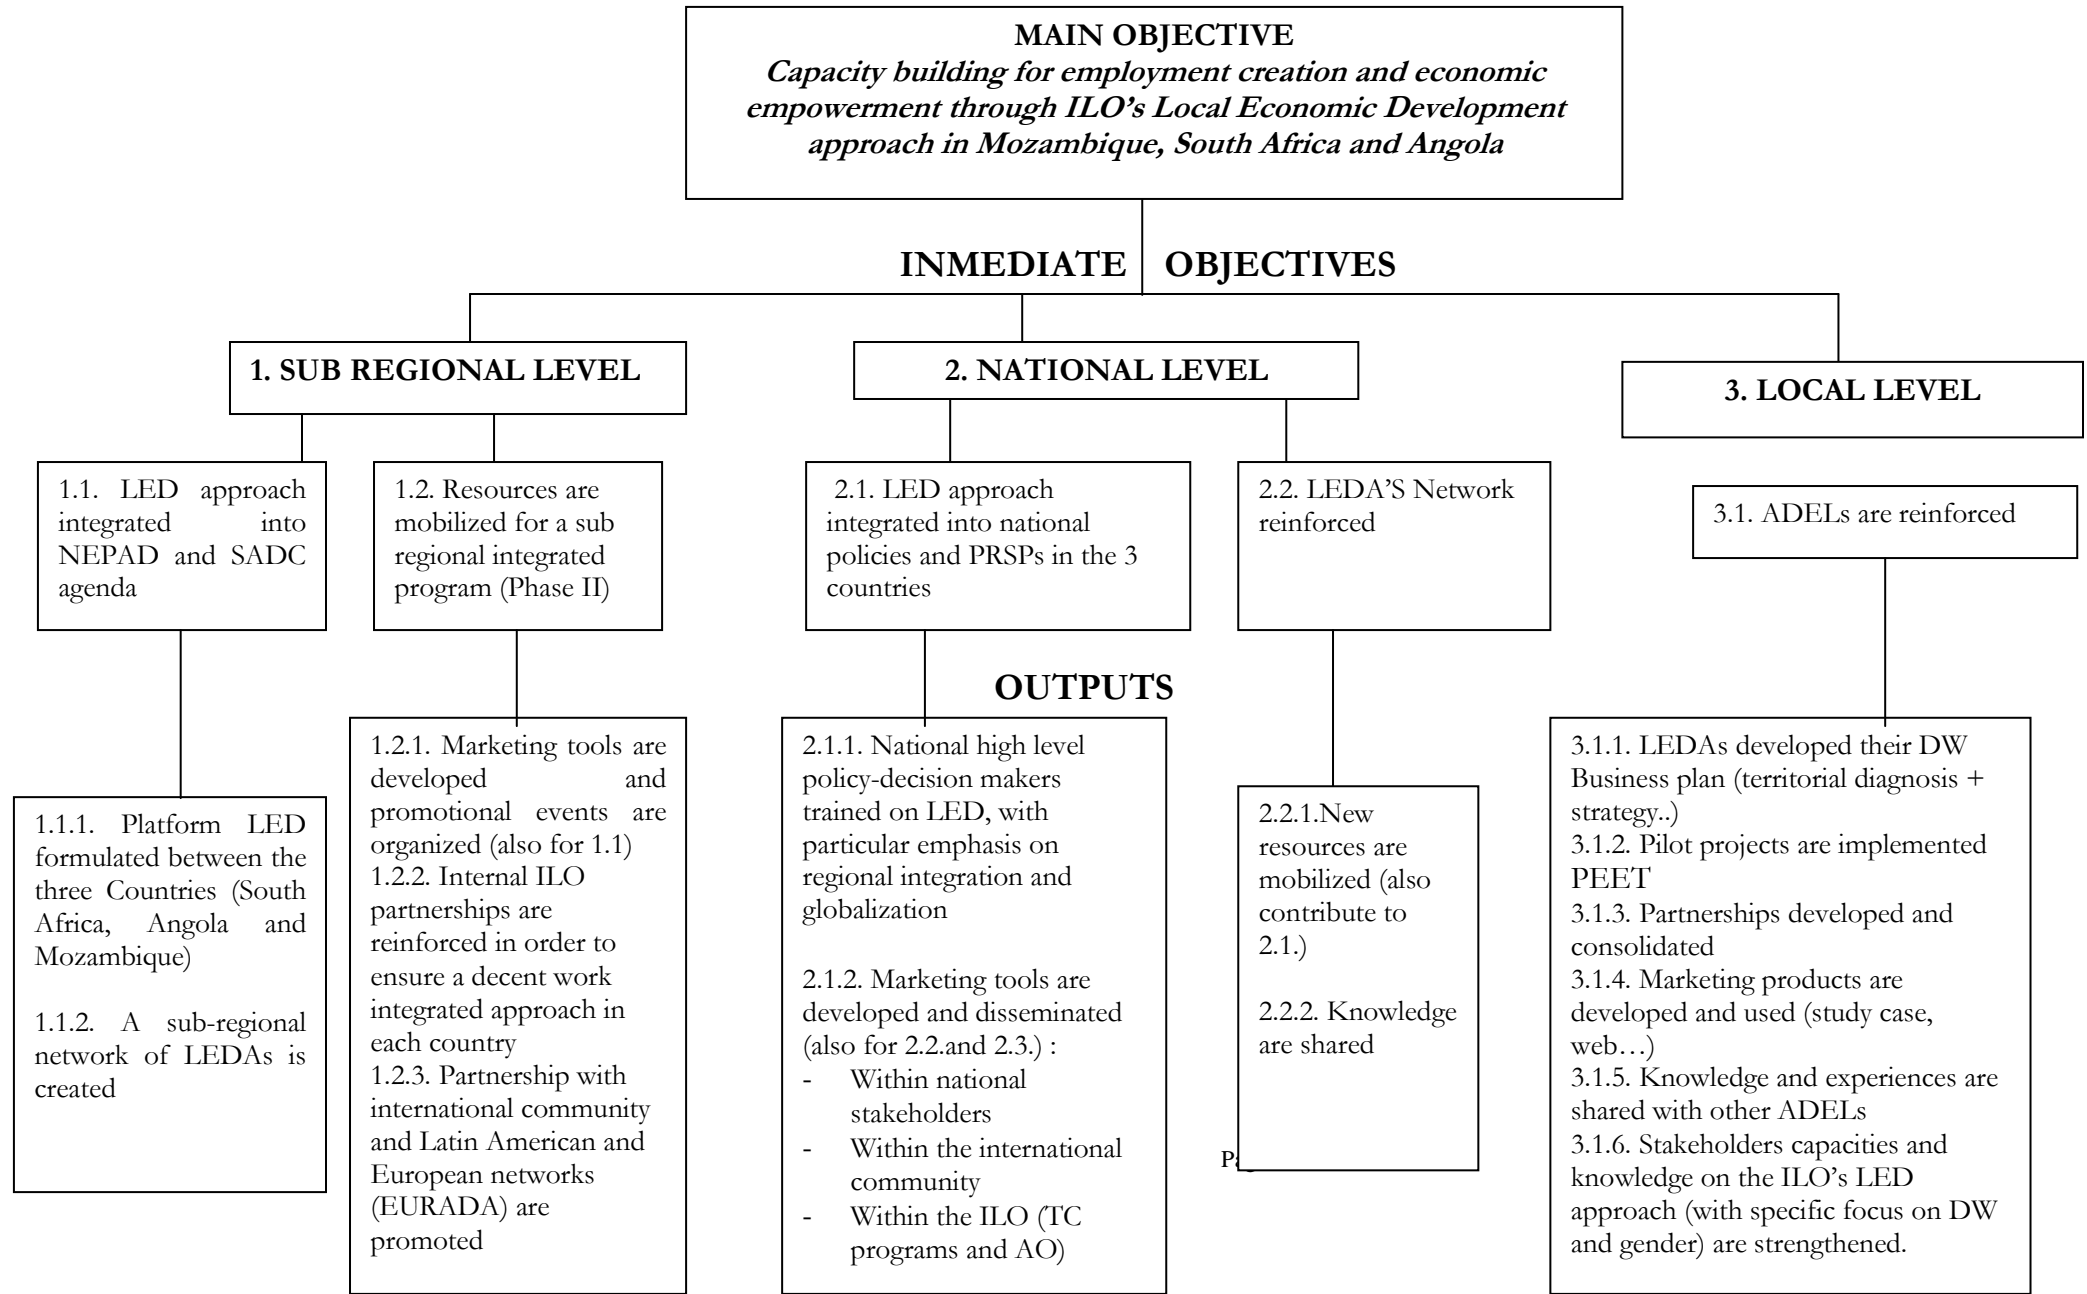 MAIN OBJECTIVE
Capacity building for employment creation and economic
empowerment through ILO’s Local Economic Development
approach in Mozambique, South Africa and Angola
INMEDIATE OBJECTIVES
1. SUB REGIONAL LEVEL
2. NATIONAL LEVEL
3. LOCAL LEVEL
1.1. LED approach
integrated into
NEPAD and SADC
agenda
1.2. Resources are
mobilized for a sub
regional integrated
program (Phase II)
2.1. LED approach
integrated into national
policies and PRSPs in the 3
countries
2.2. LEDA’S Network
reinforced
3.1. ADELs are reinforced
OUTPUTS
1.1.1. Platform LED
formulated between the
three Countries (South
Africa, Angola and
Mozambique)
1.1.2. A sub-regional
network of LEDAs is
created
1.2.1. Marketing tools are
developed and
promotional events are
organized (also for 1.1)
1.2.2. Internal ILO
partnerships are
reinforced in order to
ensure a decent work
integrated approach in
each country
1.2.3. Partnership with
international community
and Latin American and
European networks
(EURADA) are
promoted
2.1.1. National high level
policy-decision makers
trained on LED, with
particular emphasis on
regional integration and
globalization
2.1.2. Marketing tools are
developed and disseminated
(also for 2.2.and 2.3.) :
- Within national
stakeholders
- Within the international
community
- Within the ILO (TC
programs and AO)
2.2.1.New
resources are
mobilized (also
contribute to
2.1.)
2.2.2. Knowledge
are shared
3.1.1. LEDAs developed their DW
Business plan (territorial diagnosis +
strategy..)
3.1.2. Pilot projects are implemented
PEET
3.1.3. Partnerships developed and
consolidated
3.1.4. Marketing products are
developed and used (study case,
web…)
3.1.5. Knowledge and experiences are
shared with other ADELs
3.1.6. Stakeholders capacities and
knowledge on the ILO’s LED
approach (with specific focus on DW
and gender) are strengthened.